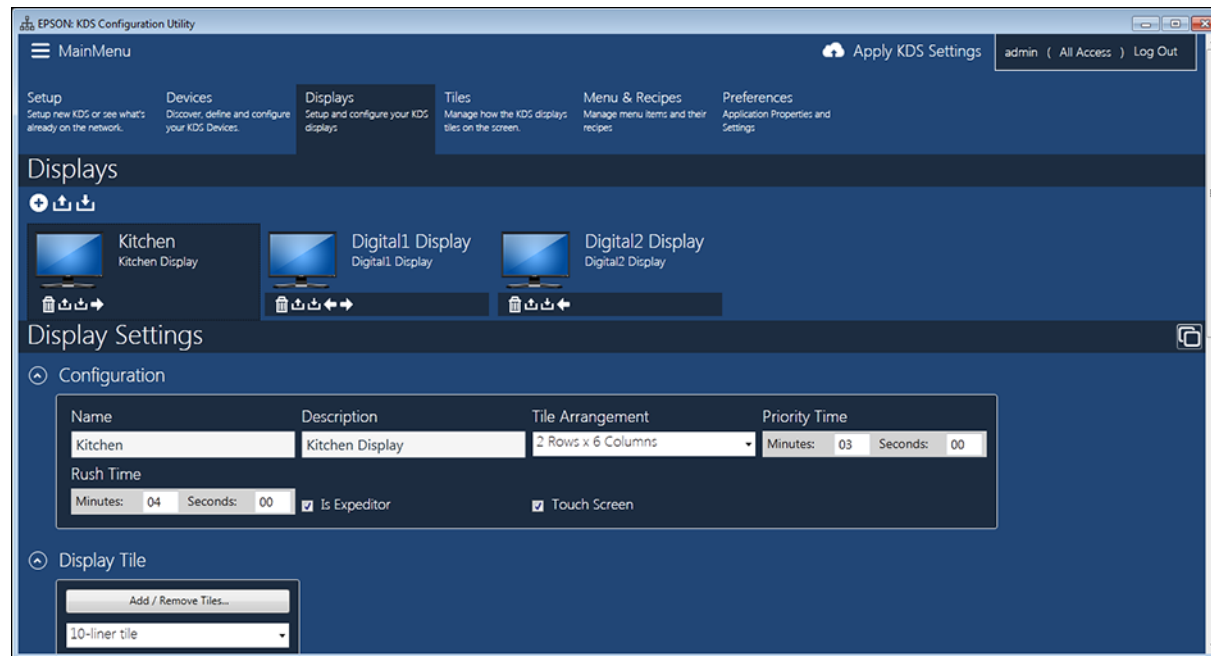 EPSON: KDS Configuration Utility
MainMenu
Apply KDS Settings
admin ( All Access ) Log Out
Setup
Setup new KDS or see what's
already on the network.
Devices
Discover, define and configure
your KDS Devices.
Displays
Setup and configure your KDS
displays
Tiles
Manage how the KDS displays
tiles on the screen.
Menu & Recipes
Manage menu items and their
recipes
Preferences
Application Properties and
Settings
Displays
Kitchen
Kitchen Display
Digital1 Display
Digital1 Display
Digital2 Display
Digital2 Display
Display Settings
Configuration
Name
Description
Tile Arrangement
Priority Time
Kitchen
Kitchen Display
2 Rows x 6 Columns
Minutes: 03 Seconds: 00
Rush Time
Minutes: 04 Seconds: 00
Is Expeditor
Touch Screen
Display Tile
Add / Remove Tiles...
10-liner tile